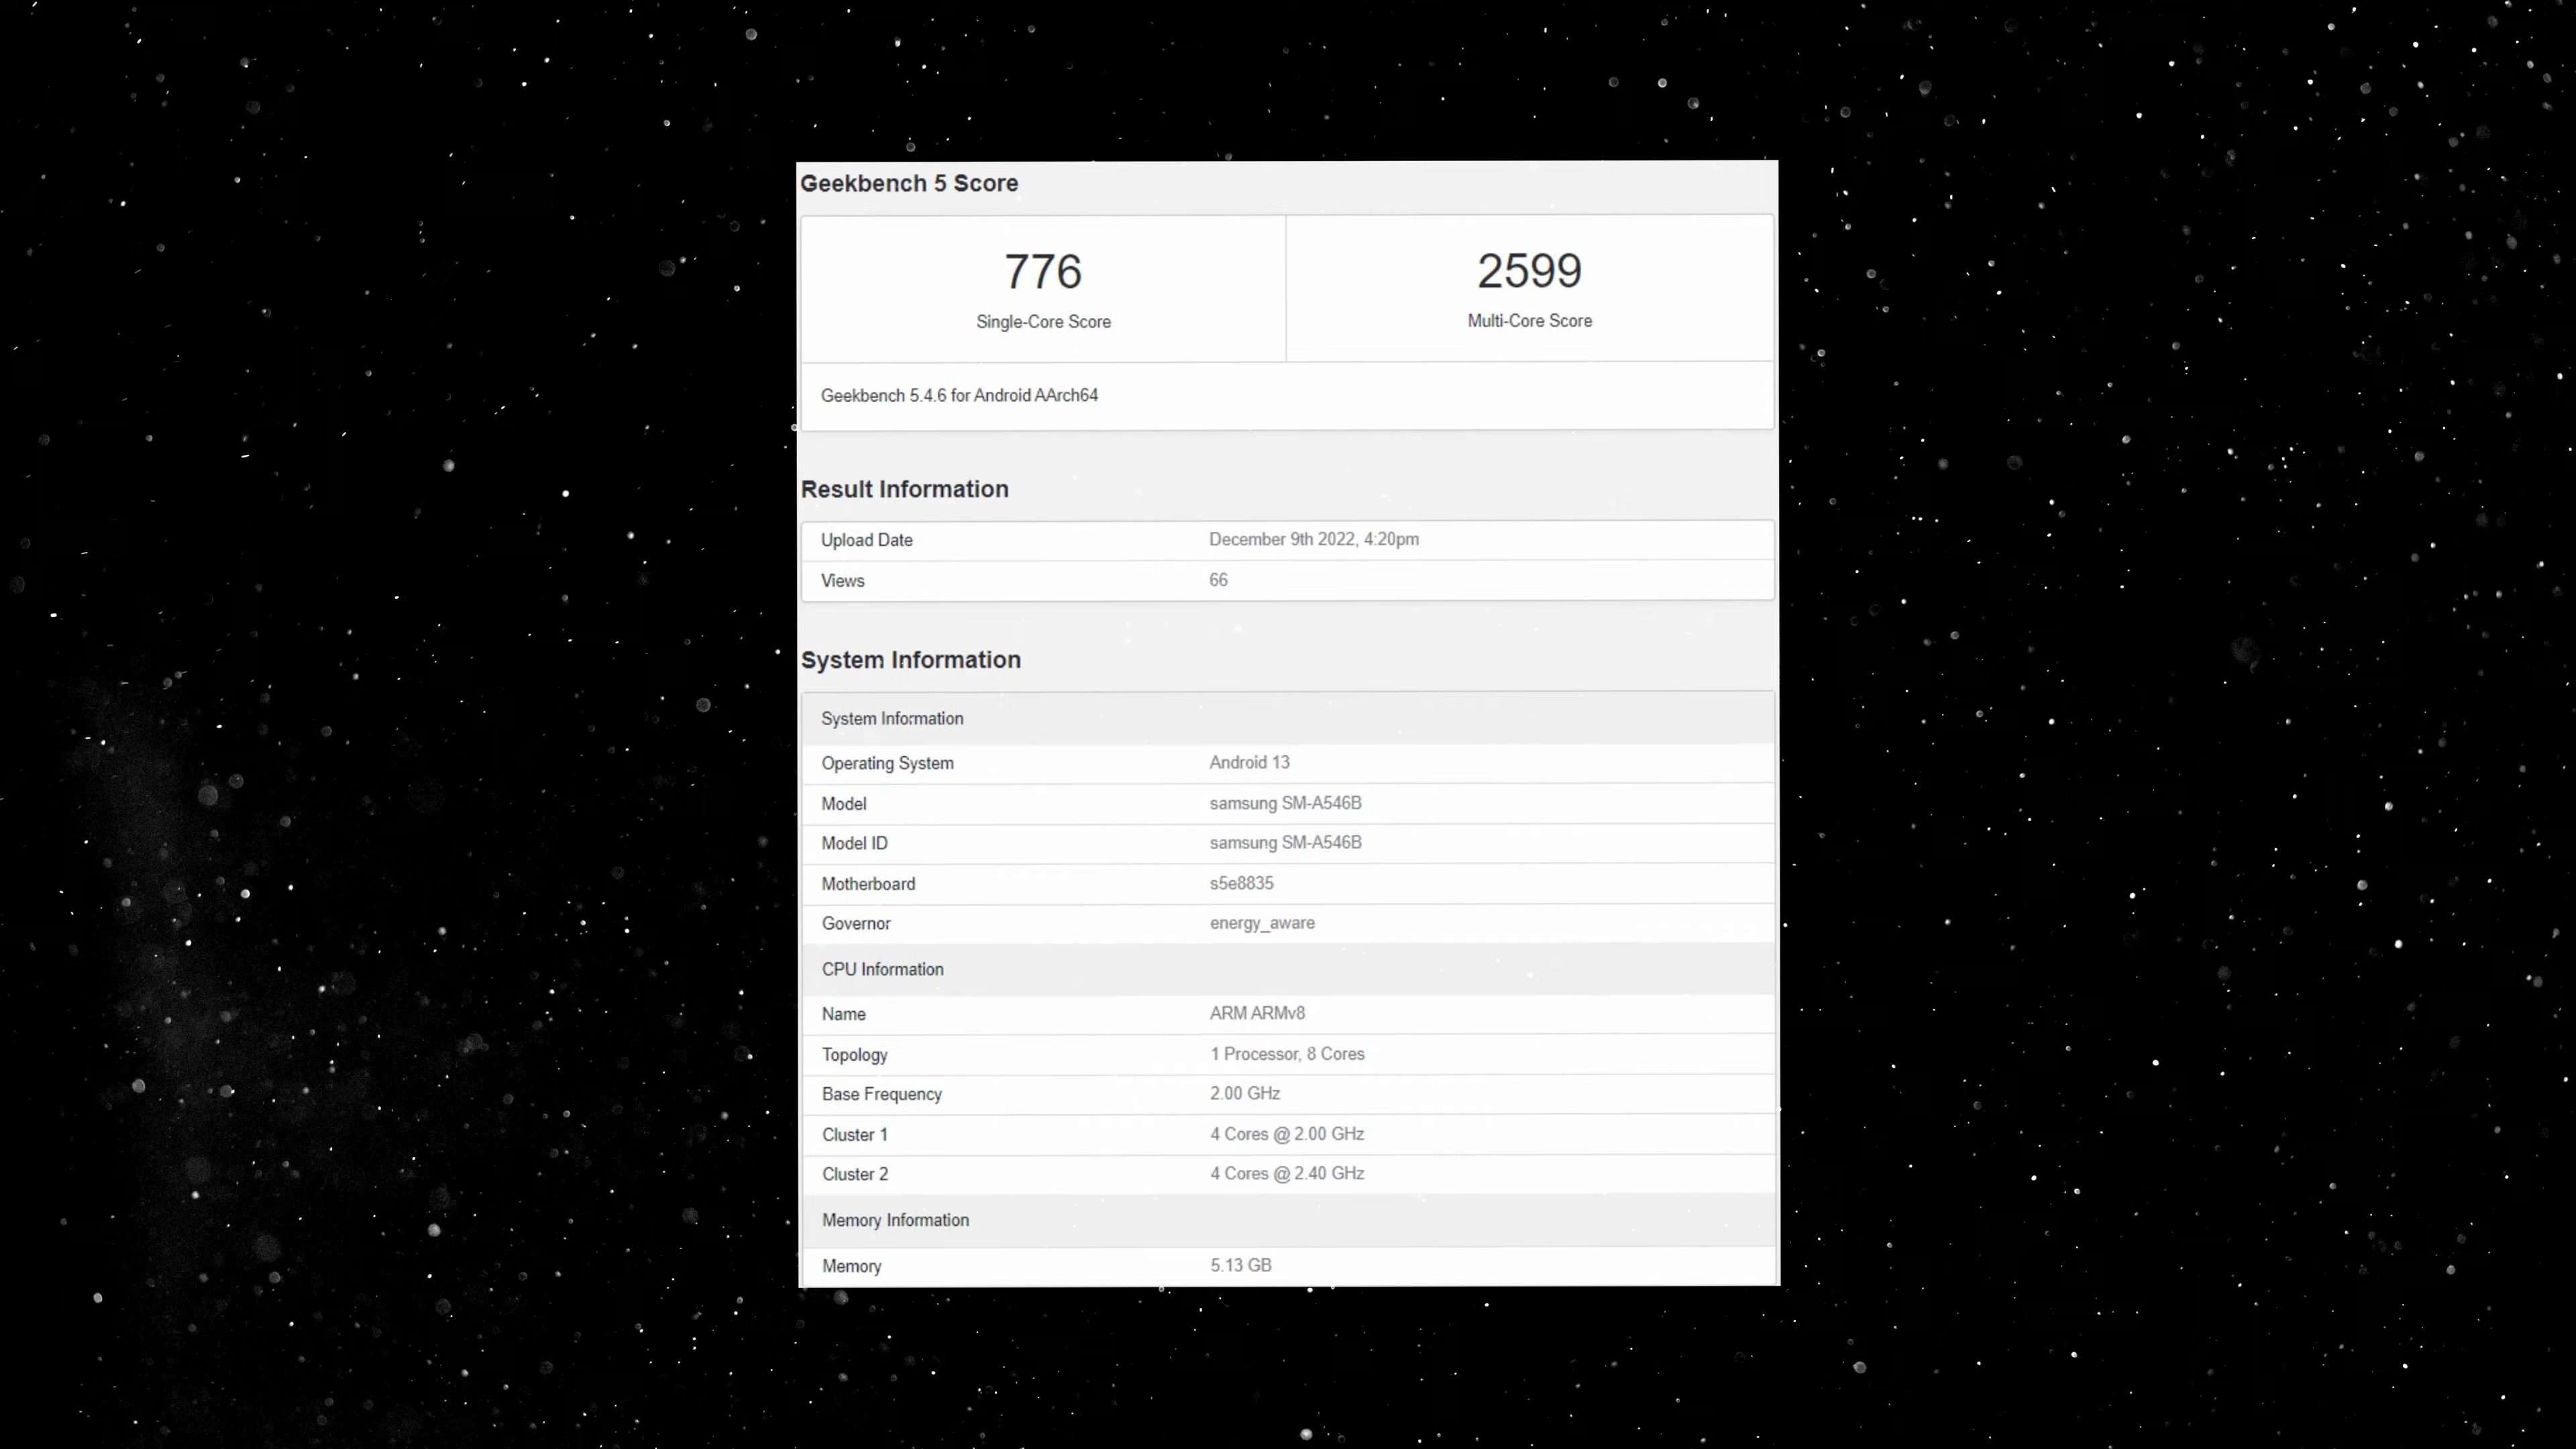 Geekbench 5 Score
776 2599
Single-Core Score Multi-Core Score
Geekbench 5.4.6 for Android AArch64
Result Information
Upload Date December 9th 2022, 4:20pm
Views 66
System Information
System Information
Operating System Android 13
Model samsung SM-A546B
Model ID samsung SM-A546B
Motherboard s5e8835
Governor energy_aware
CPU Information
Name ARM ARMv8
Topology 1 Processor, 8 Cores
Base Frequency 2.00 GHz
Cluster 1 4 Cores @ 2.00 GHz
Cluster 2 4 Cores @ 2.40 GHz
Memory Information
Memory 5.13 GB